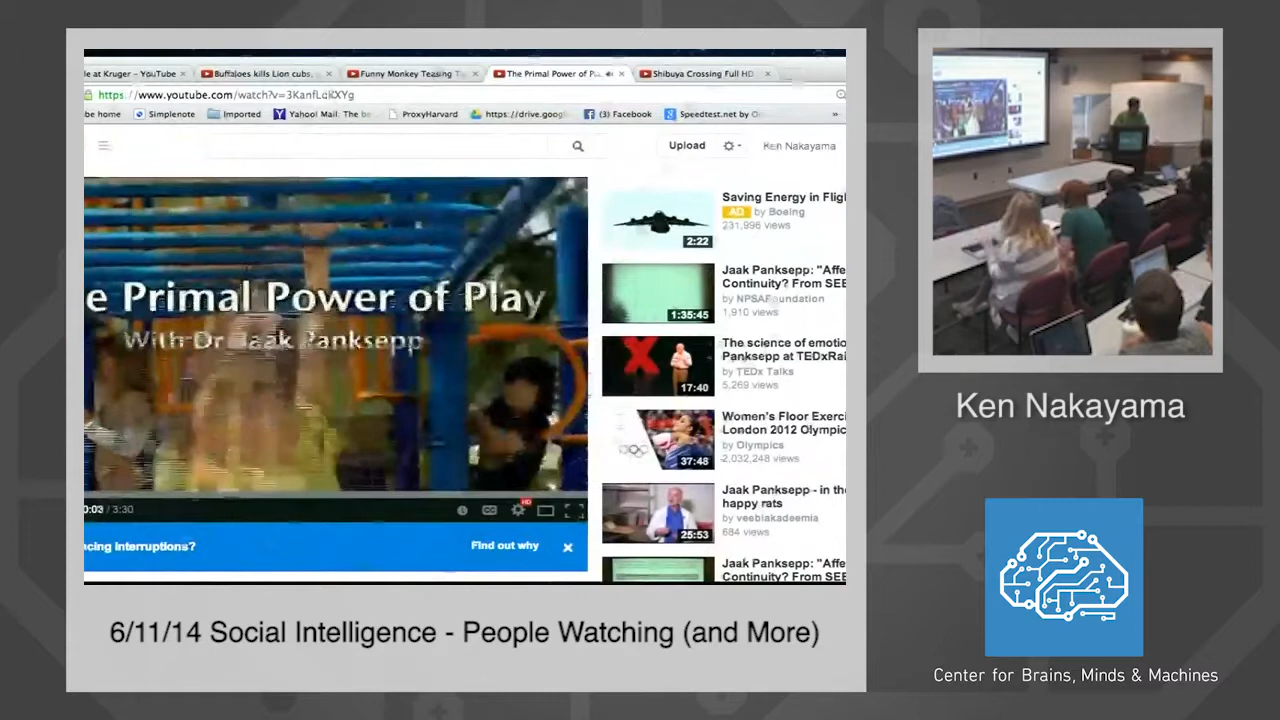 le at Kruger – YouTube ×
Buffaloes kills Lion cubs, ×
Funny Monkey Teasing T ×
The Primal Power of P... ×
Shibuya Crossing Full HD ×
https://www.youtube.com/watch?v=
be home
Simplenote
Imported
Yahoo! Mail: The be
ProxyHarvard
https://drive.goog
(3) Facebook
Speedtest.net by O
»
Upload
Ken Nakayama
e Primal Power of Play
With Dr Jaak Panksepp
0:03 / 3:30
CC
HD
cing Interruptions?
Find out why ×
2:22
Saving Energy in Fligh
AD by Boeing
231,996 views
1:35:45
Jaak Panksepp: "Affe
Continuity? From SEE
by NPSAFoundation
1,910 views
17:40
The science of emotio
Panksepp at TEDxRai
by TEDx Talks
5,269 views
37:48
Women's Floor Exerci
London 2012 Olympic
by Olympics
2,032,248 views
25:53
Jaak Panksepp - in the
happy rats
by veebiakadeemia
684 views
Jaak Panksepp: "Affe
Continuity? From SEE
6/11/14 Social Intelligence - People Watching (and More)
Ken Nakayama
Center for Brains, Minds & Machines